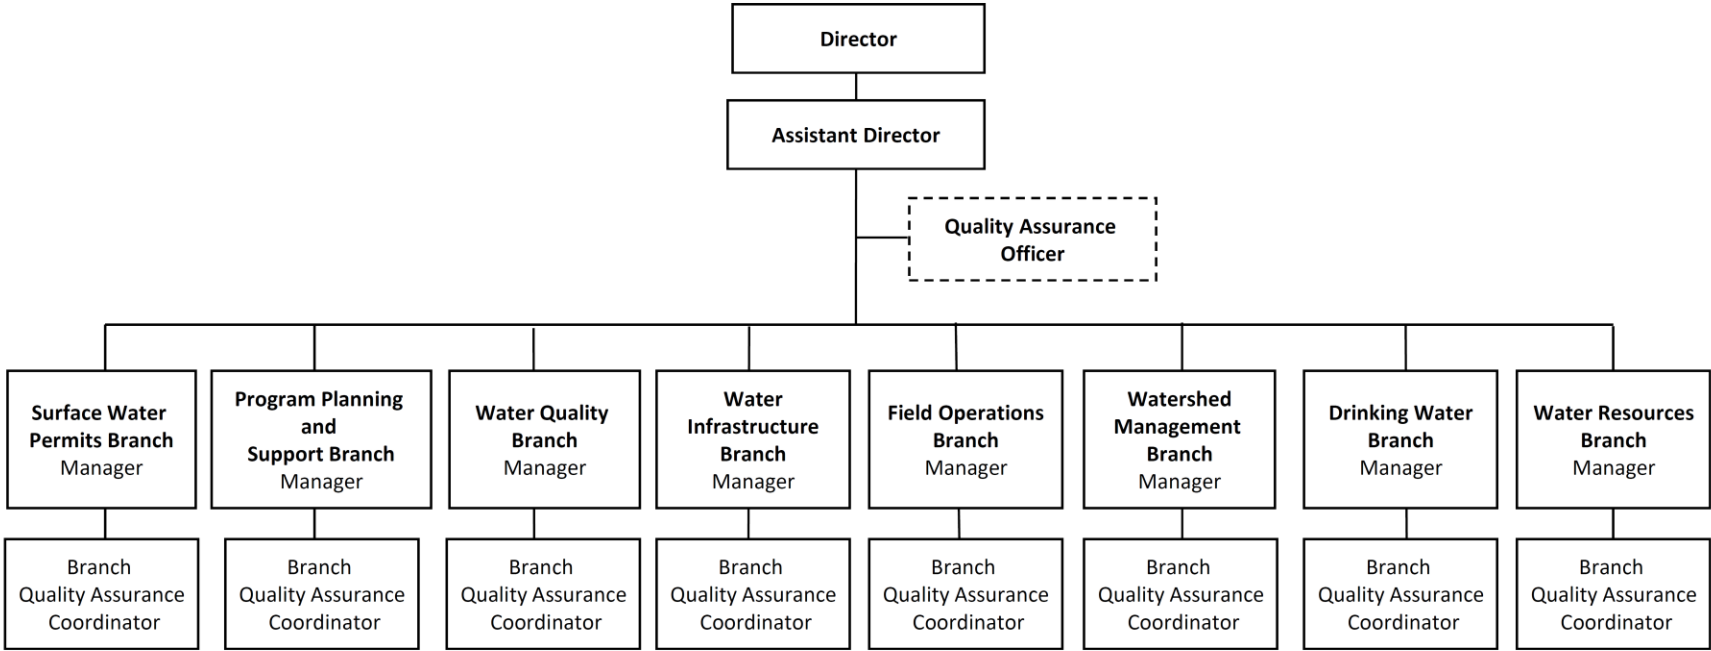 Director
Assistant Director
Quality Assurance
Officer
Surface Water
Permits Branch
Manager
Program Planning
and
Support Branch
Manager
Water Quality
Branch
Manager
Water
Infrastructure
Branch
Manager
Field Operations
Branch
Manager
Watershed
Management
Branch
Manager
Drinking Water
Branch
Manager
Water Resources
Branch
Manager
Branch
Quality Assurance
Coordinator
Branch
Quality Assurance
Coordinator
Branch
Quality Assurance
Coordinator
Branch
Quality Assurance
Coordinator
Branch
Quality Assurance
Coordinator
Branch
Quality Assurance
Coordinator
Branch
Quality Assurance
Coordinator
Branch
Quality Assurance
Coordinator